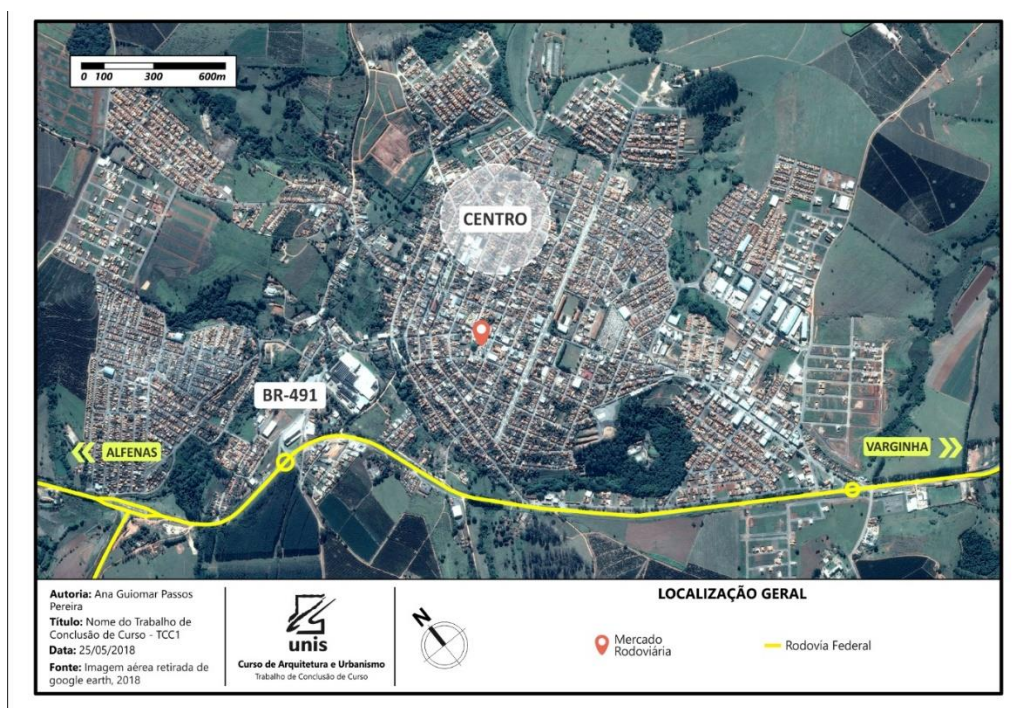 0 100 300 600m
CENTRO
BR-491
ALFENAS
VARGINHA
Autoria: Ana Guiomar Passos
Pereira
Título: Nome do Trabalho de
Conclusão de Curso - TCC1
Data: 25/05/2018
Fonte: Imagem aérea retirada de
google earth, 2018
unis
Curso de Arquitetura e Urbanismo
Trabalho de Conclusão de Curso
N
LOCALIZAÇÃO GERAL
Mercado
Rodoviária
Rodovia Federal